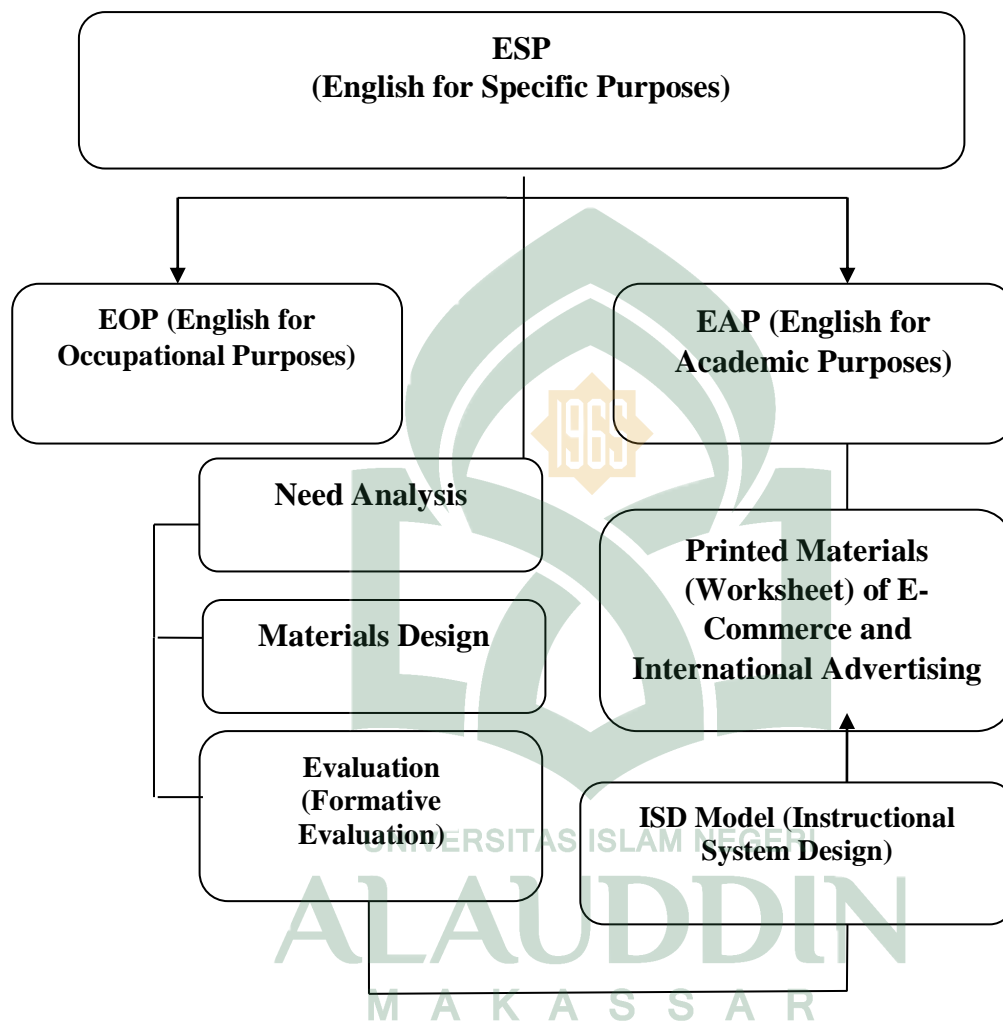 ESP
(English for Specific Purposes)
EOP (English for
Occupational Purposes)
EAP (English for
Academic Purposes)
1965
Need Analysis
Printed Materials
(Worksheet) of E-
Commerce and
International Advertising
Materials Design
Evaluation
(Formative
Evaluation)
ISD Model (Instructional
System Design)
UNIVERSITAS ISLAM NEGERI
ALAUDDIN
MAKASSAR